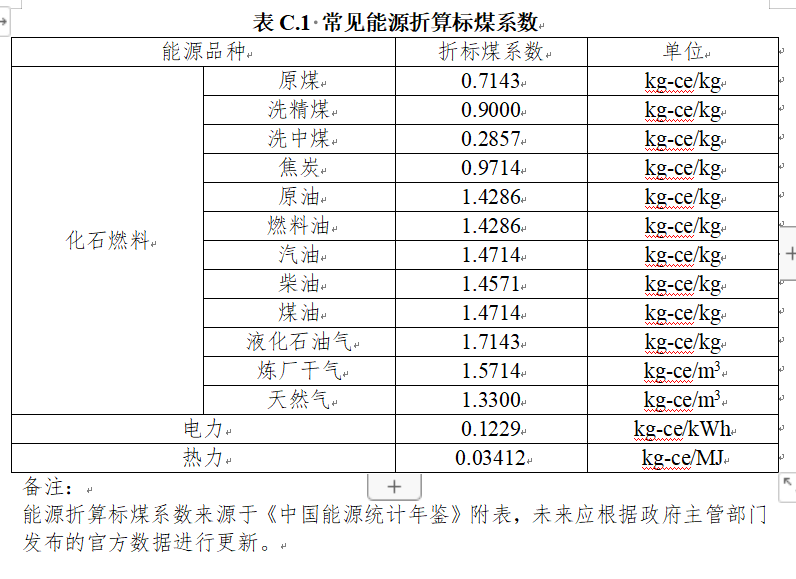 表 C.1 常见能源折算标煤系数
能源品种 折标煤系数 单位
化石燃料
原煤 0.7143 kg-ce/kg
洗精煤 0.9000 kg-ce/kg
洗中煤 0.2857 kg-ce/kg
焦炭 0.9714 kg-ce/kg
原油 1.4286 kg-ce/kg
燃料油 1.4286 kg-ce/kg
汽油 1.4714 kg-ce/kg
柴油 1.4571 kg-ce/kg
煤油 1.4714 kg-ce/kg
液化石油气 1.7143 kg-ce/kg
炼厂干气 1.5714 kg-ce/m³
天然气 1.3300 kg-ce/m³
电力 0.1229 kg-ce/kWh
热力 0.03412 kg-ce/MJ
备注：
能源折算标煤系数来源于《中国能源统计年鉴》附表，未来应根据政府主管部门
发布的官方数据进行更新。